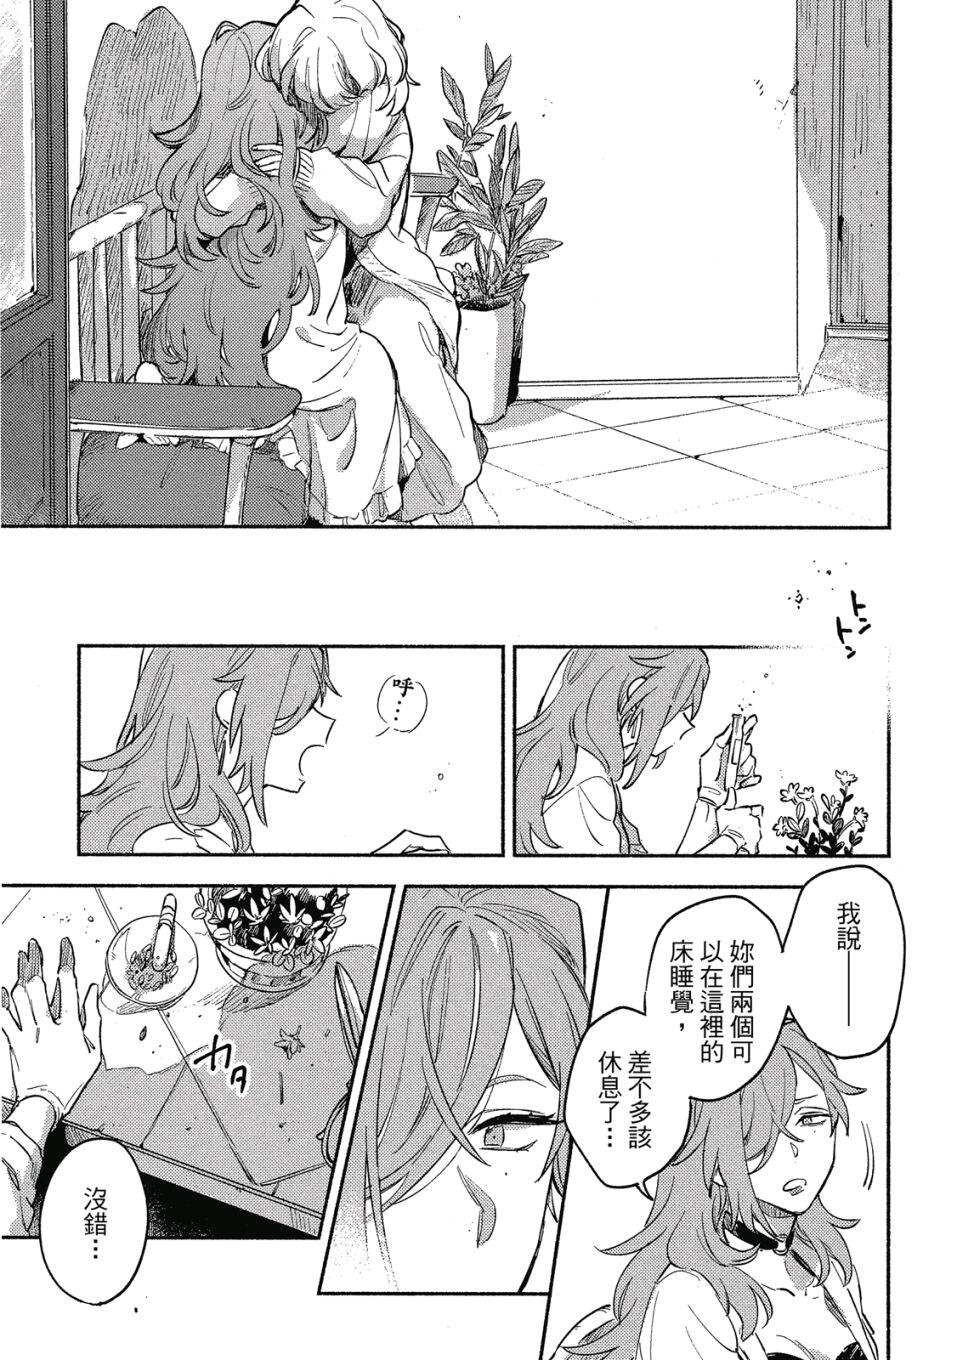 トン
トン
呼…
我說——
妳們兩個可
以在這裡的
床睡覺，
差不多該
休息了…
カタ
沒錯…